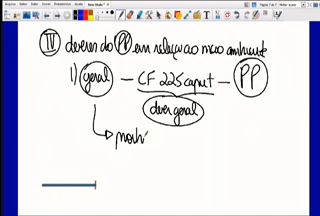 IV deveres do PP em relação ao meio ambiente
1) geral — CF 225 caput — PP
dever geral